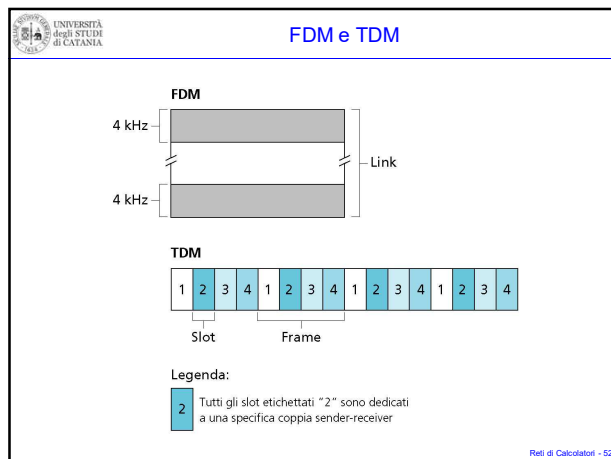 UNIVERSITÀ
degli STUDI
di CATANIA
FDM e TDM
FDM
4 kHz
Link
4 kHz
TDM
1 2 3 4 1 2 3 4 1 2 3 4 1 2 3 4
Slot Frame
Legenda:
2 Tutti gli slot etichettati "2" sono dedicati
a una specifica coppia sender-receiver
Reti di Calcolatori - 52